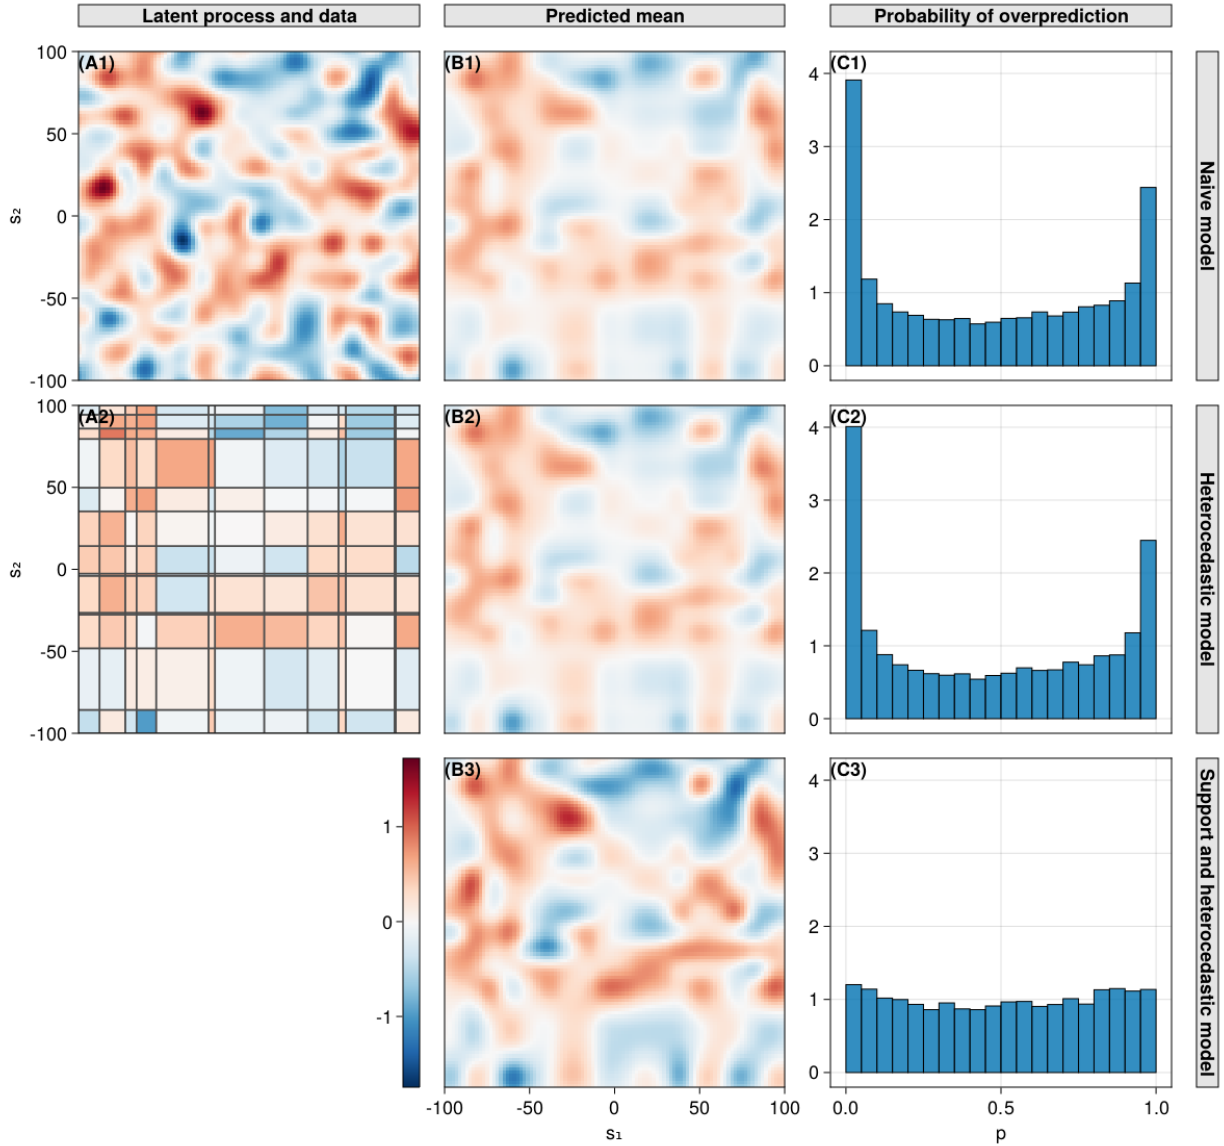 Latent process and data
Predicted mean
Probability of overprediction
(A1)
100
50
0
-50
-100
s₂
(B1)
(C1)
4
3
2
1
0
Naive model
(A2)
100
50
0
-50
-100
s₂
(B2)
(C2)
4
3
2
1
0
Heterocedastic model
1
0
-1
(B3)
-100
-50
0
50
100
s₁
(C3)
4
3
2
1
0
0.0
0.5
1.0
p
Support and heterocedastic model